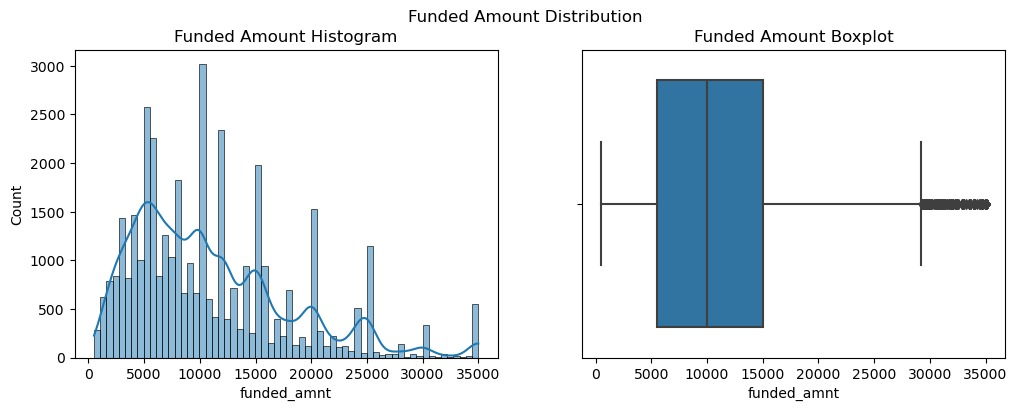 Funded Amount Distribution
Funded Amount Histogram
3000
2500
2000
1500
1000
500
0
Count
0 5000 10000 15000 20000 25000 30000 35000
funded_amnt
Funded Amount Boxplot
0 5000 10000 15000 20000 25000 30000 35000
funded_amnt